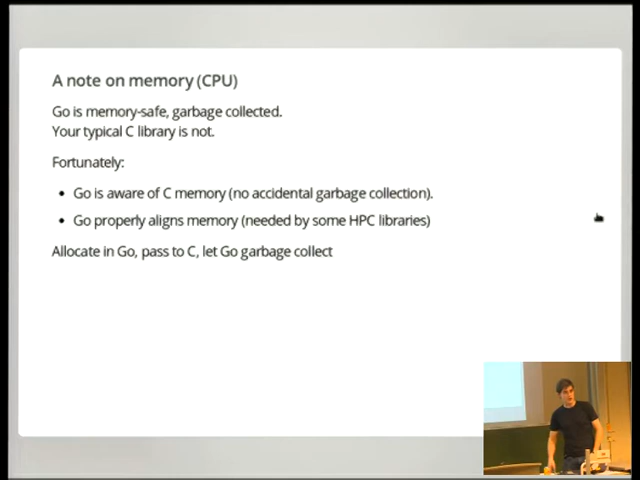 A note on memory (CPU)
Go is memory-safe, garbage collected.
Your typical C library is not.
Fortunately:
• Go is aware of C memory (no accidental garbage collection).
• Go properly aligns memory (needed by some HPC libraries)
Allocate in Go, pass to C, let Go garbage collect